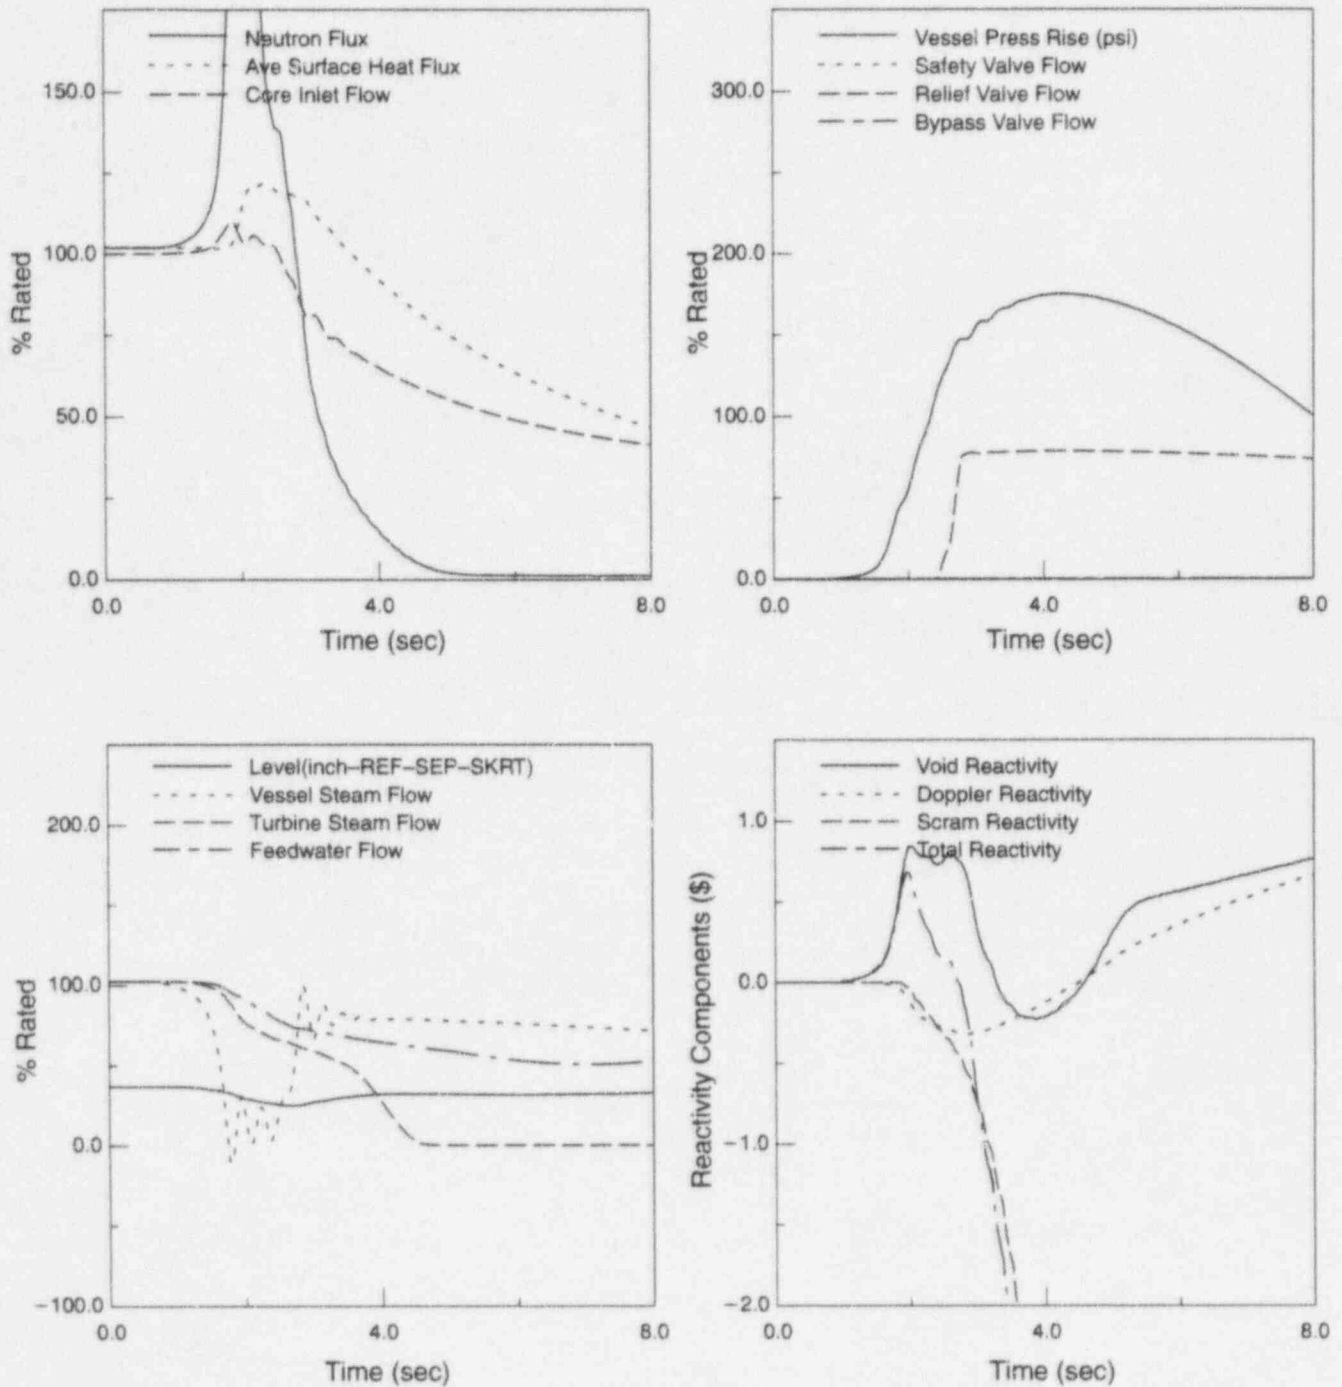 Neutron Flux
Ave Surface Heat Flux
Core Inlet Flow
150.0
100.0
50.0
0.0
% Rated
0.0
4.0
8.0
Time (sec)
Vessel Press Rise (psi)
Safety Valve Flow
Relief Valve Flow
Bypass Valve Flow
300.0
200.0
100.0
0.0
% Rated
0.0
4.0
8.0
Time (sec)
Level(inch-REF-SEP-SKRT)
Vessel Steam Flow
Turbine Steam Flow
Feedwater Flow
200.0
100.0
0.0
-100.0
% Rated
0.0
4.0
8.0
Time (sec)
Void Reactivity
Doppler Reactivity
Scram Reactivity
Total Reactivity
1.0
0.0
-1.0
-2.0
Reactivity Components ($)
0.0
4.0
8.0
Time (sec)